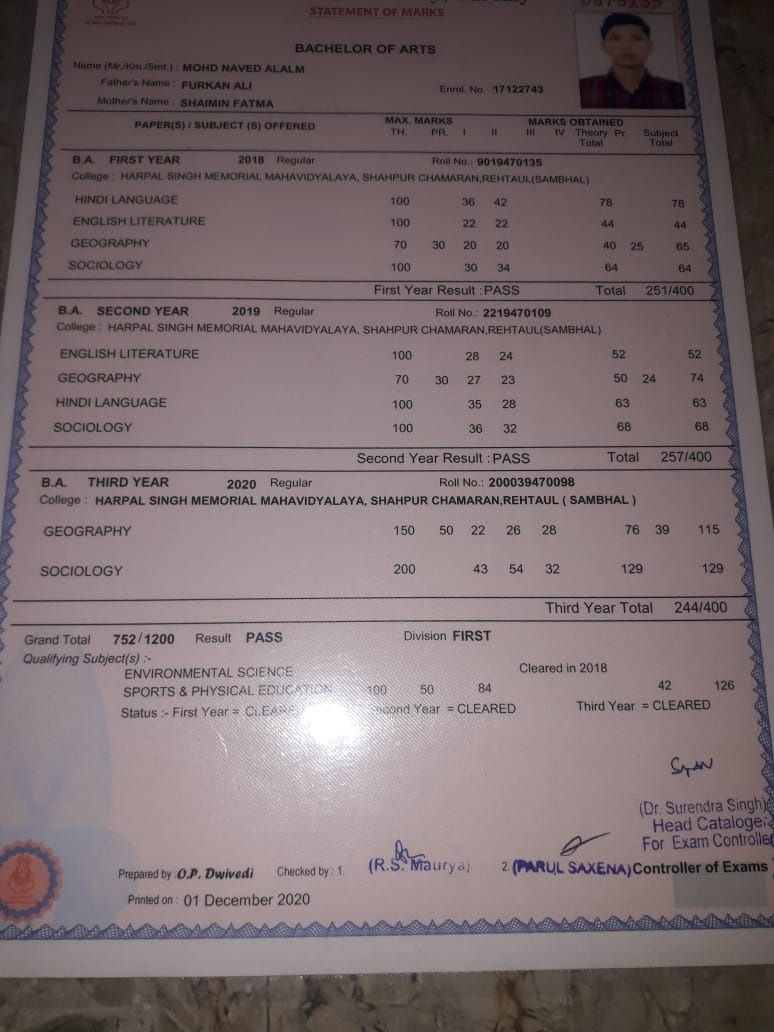 STATEMENT OF MARKS
BACHELOR OF ARTS
Name (Mr./Km./Smt.) : MOHD NAVED ALALM
Father's Name : FURKAN ALI
Enrol. No. :17122743
Mother's Name : SHAIMIN FATMA
PAPER(S) / SUBJECT (S) OFFERED MAX. MARKS MARKS OBTAINED
TH. PR. I II III IV Theory Total Pr. Subject Total
B.A. FIRST YEAR 2018 Regular Roll No.: 9019470135
College : HARPAL SINGH MEMORIAL MAHAVIDYALAYA, SHAHPUR CHAMARAN,REHTAUL(SAMBHAL)
HINDI LANGUAGE 100 36 42 78 78
ENGLISH LITERATURE 100 22 22 44 44
GEOGRAPHY 70 30 20 20 40 25 65
SOCIOLOGY 100 30 34 64 64
First Year Result :PASS Total 251/400
B.A. SECOND YEAR 2019 Regular Roll No.: 2219470109
College : HARPAL SINGH MEMORIAL MAHAVIDYALAYA, SHAHPUR CHAMARAN,REHTAUL(SAMBHAL)
ENGLISH LITERATURE 100 28 24 52 52
GEOGRAPHY 70 30 27 23 50 24 74
HINDI LANGUAGE 100 35 28 63 63
SOCIOLOGY 100 36 32 68 68
Second Year Result :PASS Total 257/400
B.A. THIRD YEAR 2020 Regular Roll No.: 200039470098
College : HARPAL SINGH MEMORIAL MAHAVIDYALAYA, SHAHPUR CHAMARAN,REHTAUL ( SAMBHAL )
GEOGRAPHY 150 50 22 26 28 76 39 115
SOCIOLOGY 200 43 54 32 129 129
Third Year Total 244/400
Grand Total 752/1200 Result PASS Division FIRST
Qualifying Subject(s) :-
ENVIRONMENTAL SCIENCE Cleared in 2018
SPORTS & PHYSICAL EDUCATION 100 50 84 42 126
Status :- First Year = CLEARED Second Year = CLEARED Third Year = CLEARED
(Dr. Surendra Singh)
Head Cataloger
For Exam Controller
Prepared by :O.P. Dwivedi Checked by : 1. (R.S. Maurya) 2. (PARUL SAXENA) Controller of Exams
Printed on : 01 December 2020